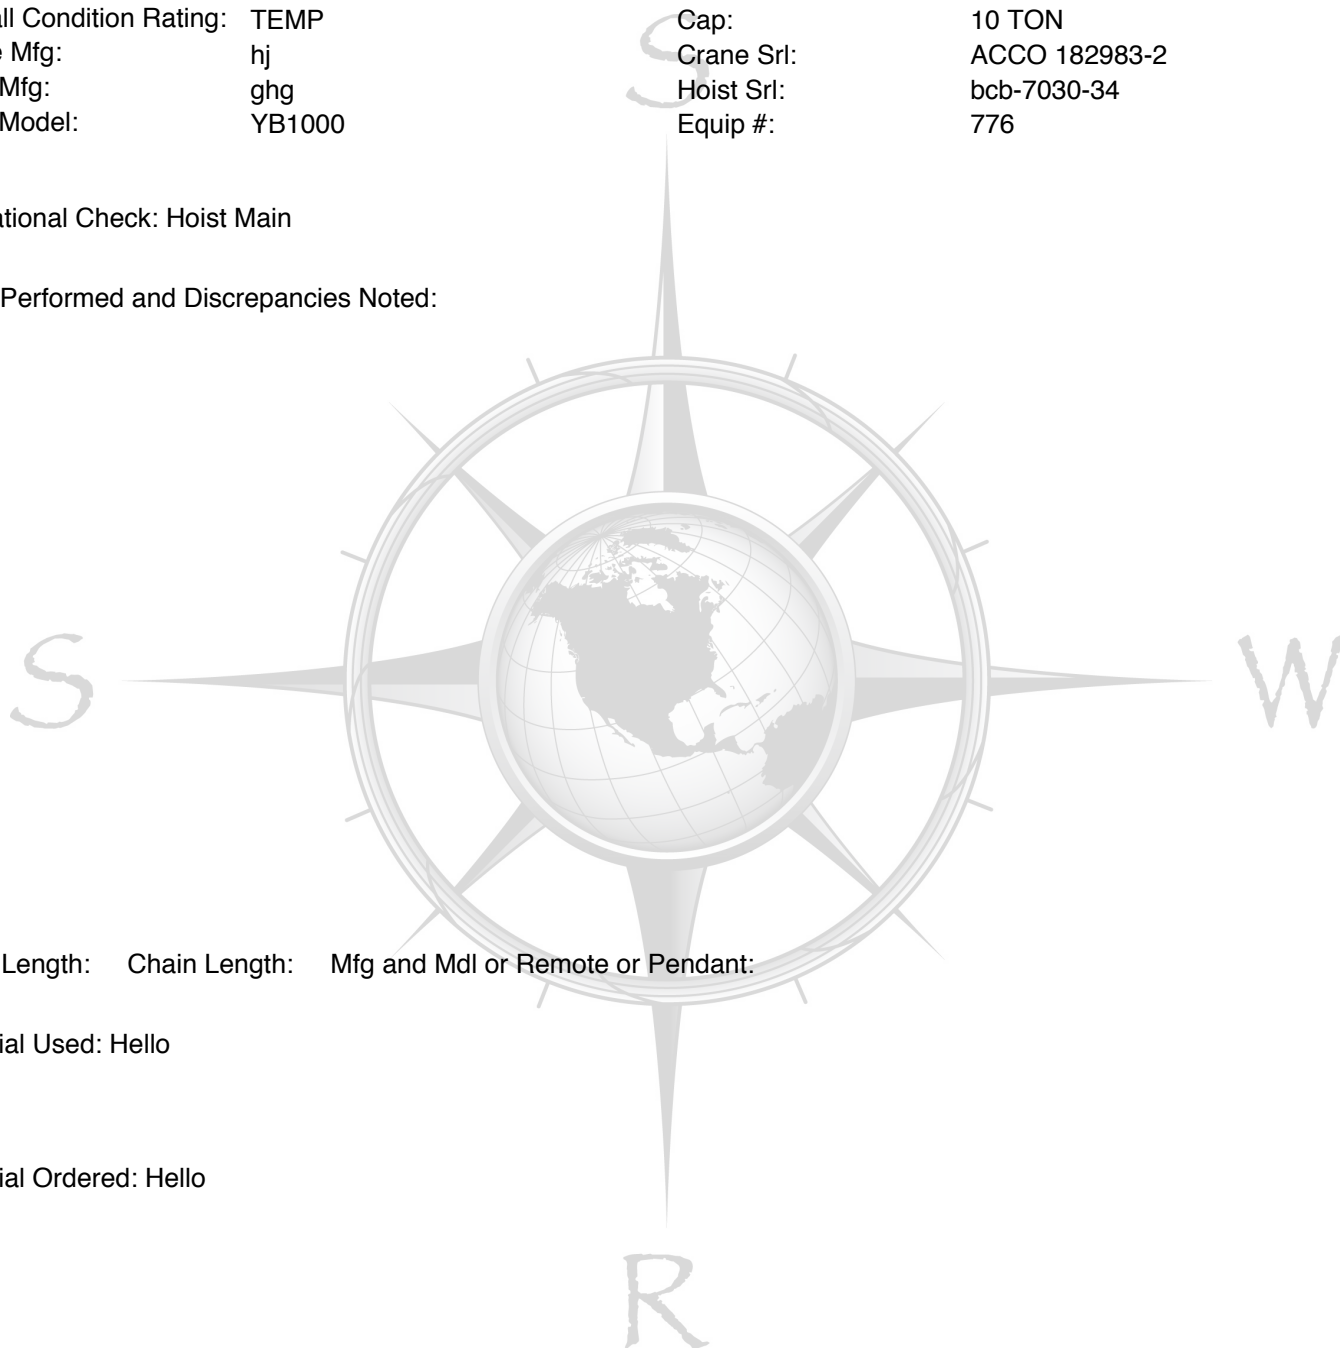 all Condition Rating: TEMP Cap: 10 TON
e Mfg: hj Crane Srl: ACCO 182983-2
Mfg: ghg Hoist Srl: bcb-7030-34
Model: YB1000 Equip #: 776
ational Check: Hoist Main
Performed and Discrepancies Noted:
Length: Chain Length: Mfg and Mdl or Remote or Pendant:
ial Used: Hello
ial Ordered: Hello
S
S
W
R